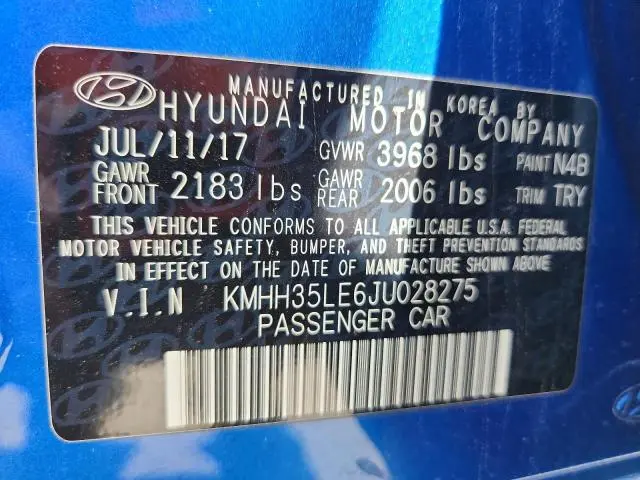 MANUFACTURED IN KOREA BY
HYUNDAI MOTOR COMPANY
JUL/11/17 GVWR 3968 lbs PAINT N4B
GAWR FRONT 2183 lbs GAWR REAR 2006 lbs TRIM TRY
THIS VEHICLE CONFORMS TO ALL APPLICABLE U.S.A. FEDERAL
MOTOR VEHICLE SAFETY, BUMPER, AND THEFT PREVENTION STANDARDS
IN EFFECT ON THE DATE OF MANUFACTURE SHOWN ABOVE
V.I.N KMHH35LE6JU028275
PASSENGER CAR